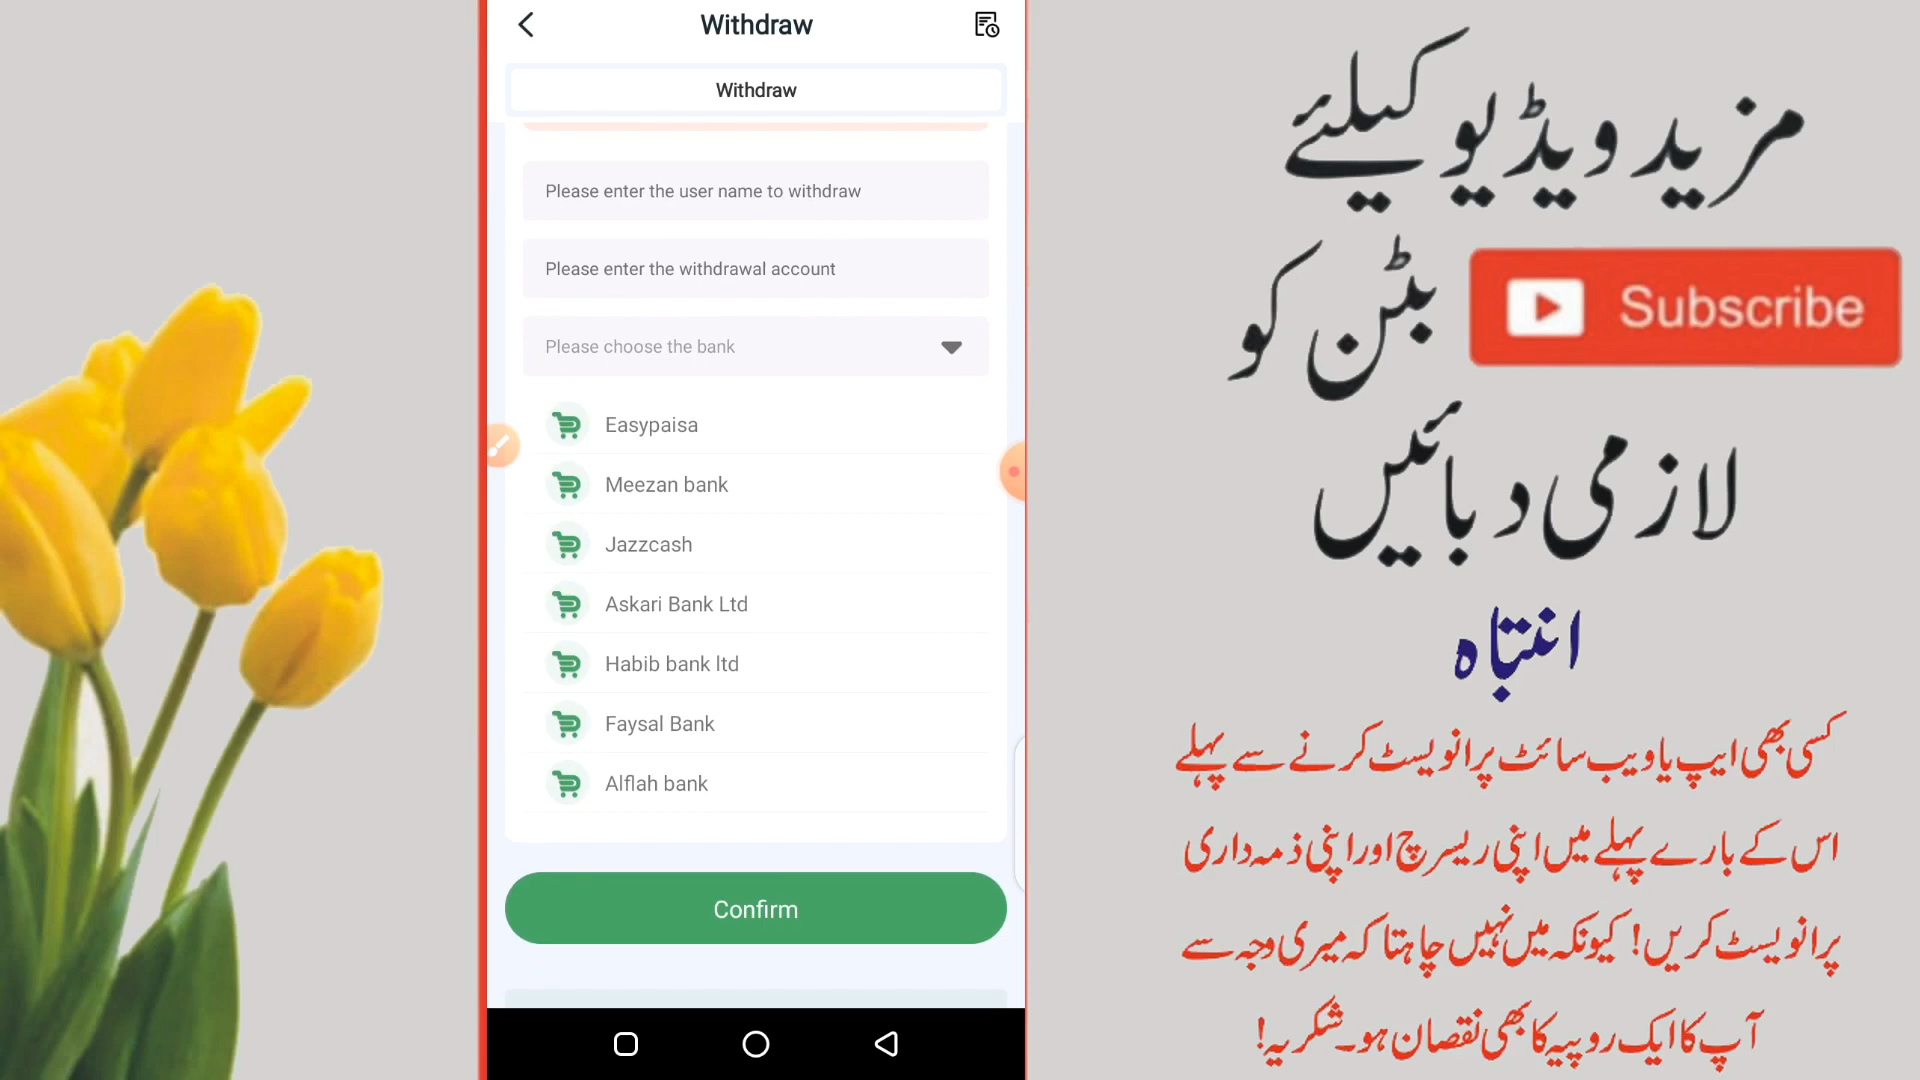 Withdraw
Withdraw
Please enter the user name to withdraw
Please enter the withdrawal account
Please choose the bank
Easypaisa
Meezan bank
Jazzcash
Askari Bank Ltd
Habib bank ltd
Faysal Bank
Alflah bank
Confirm
مزید ویڈیو کیلئے
Subscribe بٹن کو
لازمی دبائیں
انتباہ
کسی بھی ایپ یا ویب سائٹ پر انویسٹ کرنے سے پہلے
اس کے بارے پہلے میں اپنی ریسرچ اور اپنی ذمہ داری
پر انویسٹ کریں! کیونکہ میں نہیں چاہتا کہ میری وجہ سے
آپ کا ایک روپیہ کا بھی نقصان ہو۔ شکریہ!